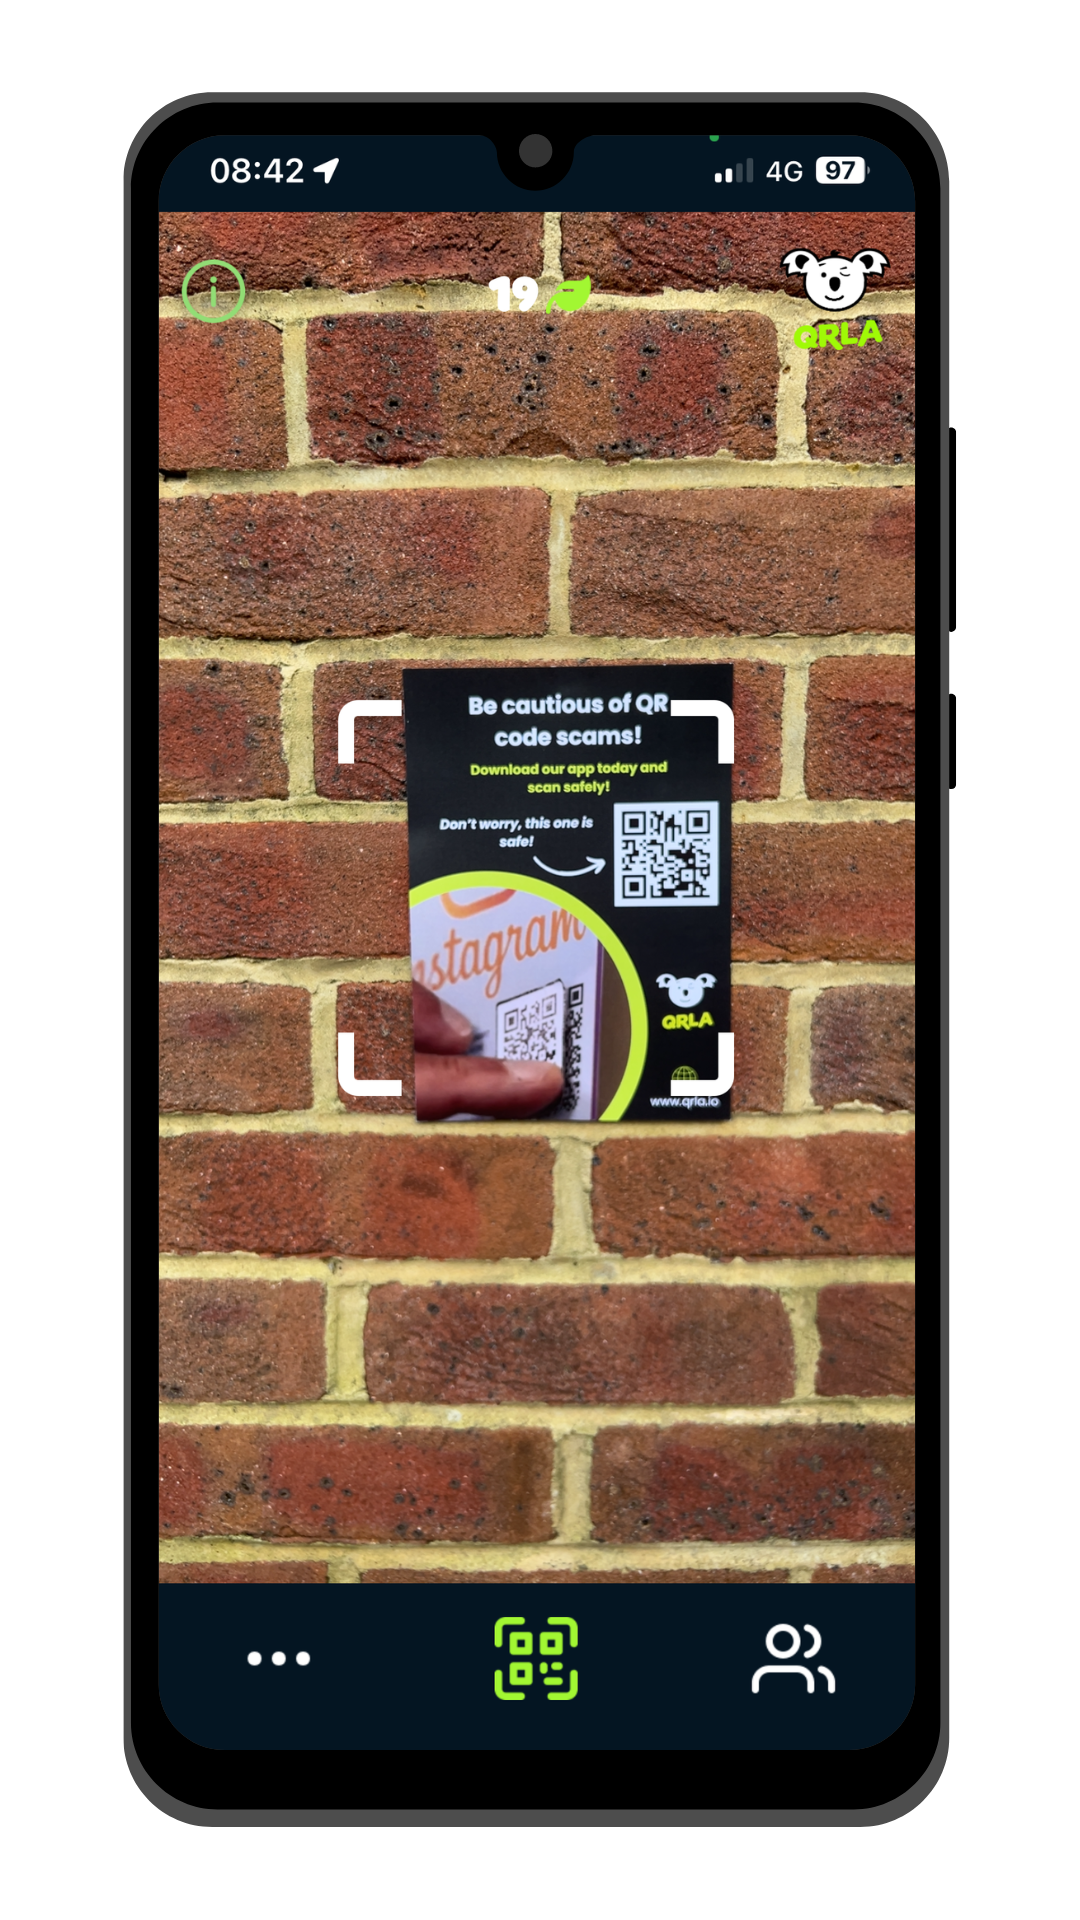 08:42
4G
97
19
QRLA
Be cautious of QR
code scams!
Download our app today and
scan safely!
Don't worry, this one is
safe!
nstagram
QRLA
www.qrla.io